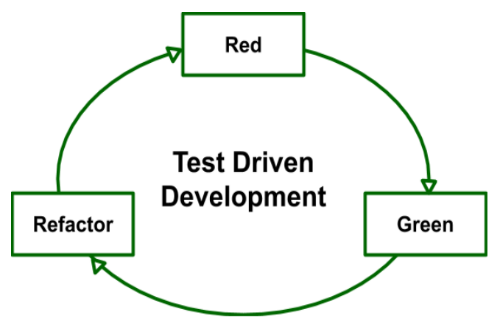 Red
Test Driven
Development
Refactor
Green